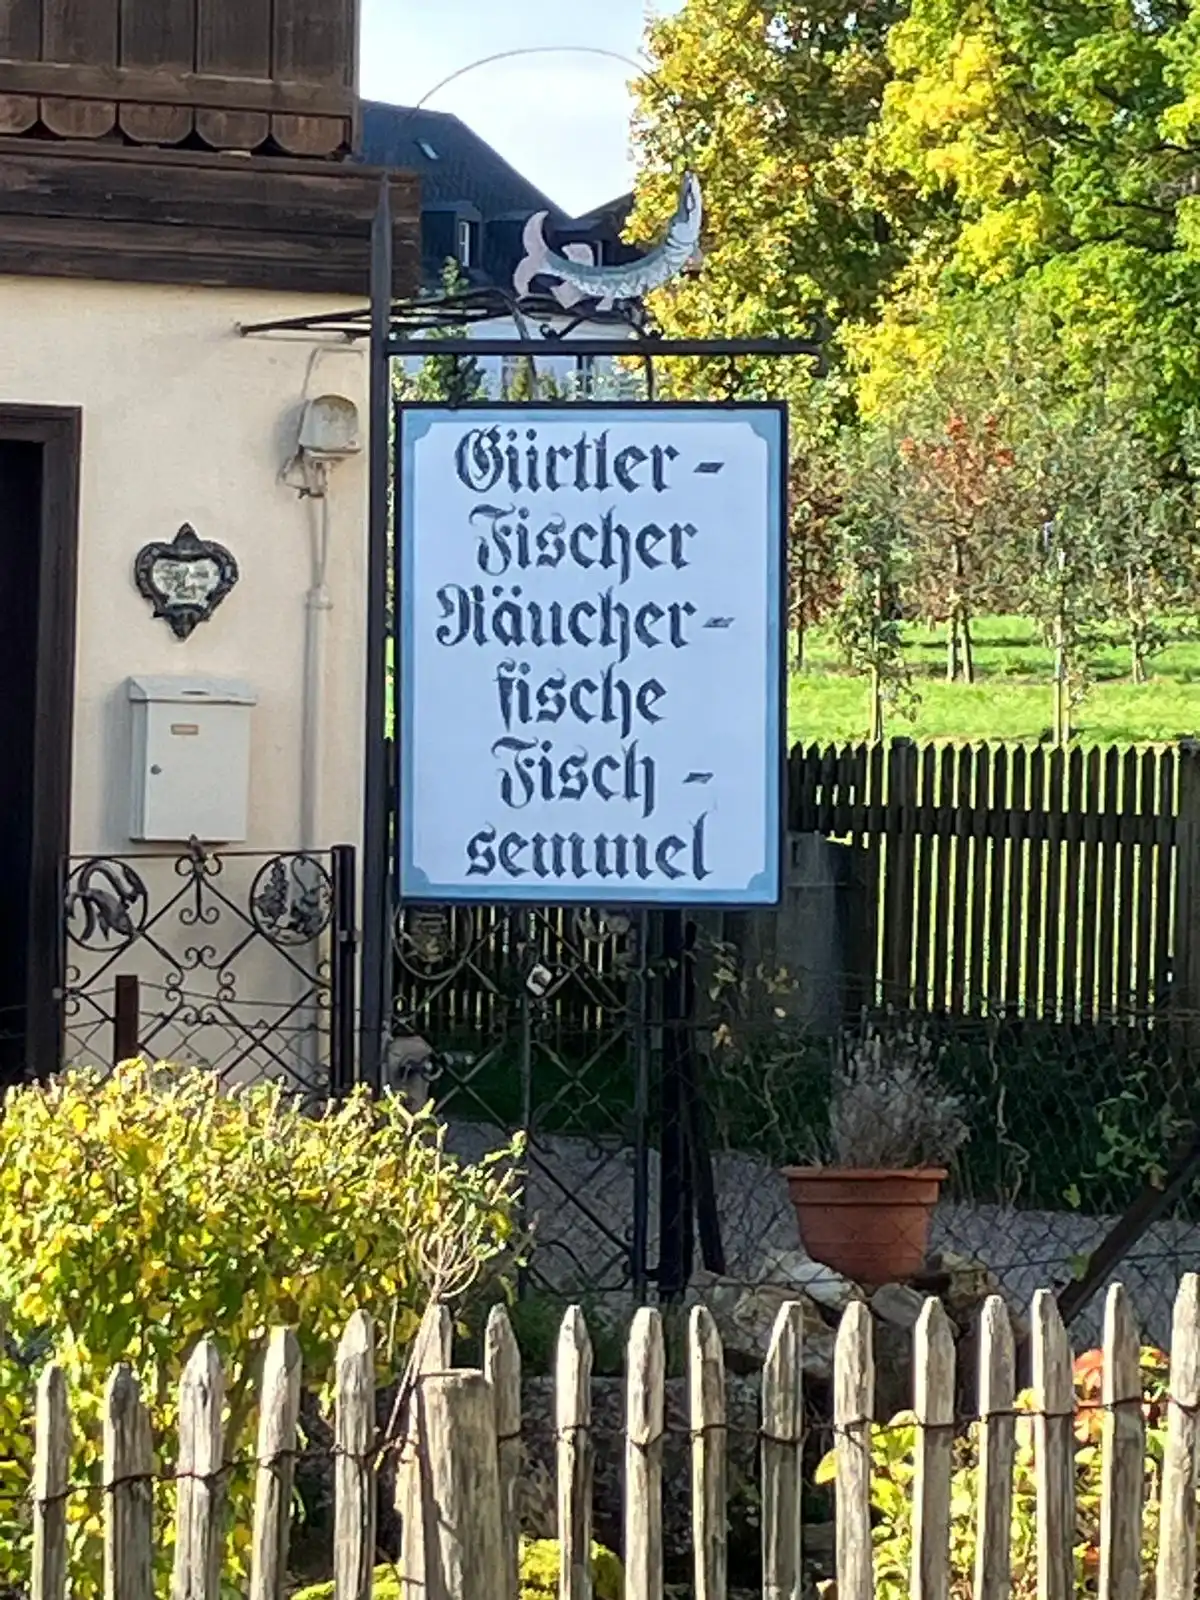 Gürtler -
Fischer
Räucher-
fische
Fisch -
semmel